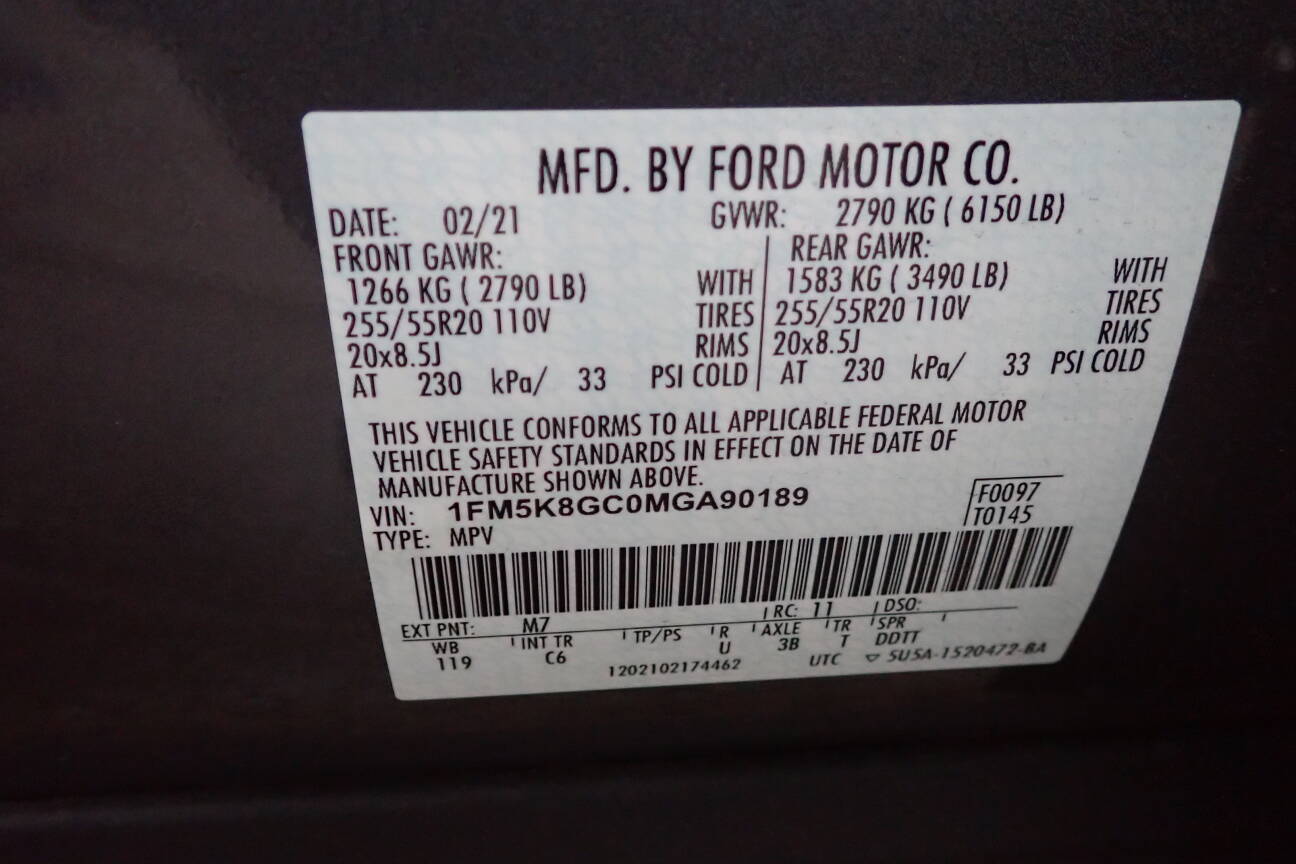 MFD. BY FORD MOTOR CO.
DATE: 02/21 GVWR: 2790 KG ( 6150 LB)
FRONT GAWR: REAR GAWR:
1266 KG ( 2790 LB) WITH 1583 KG ( 3490 LB) WITH
255/55R20 110V TIRES 255/55R20 110V TIRES
20x8.5J RIMS 20x8.5J RIMS
AT 230 kPa/ 33 PSI COLD AT 230 kPa/ 33 PSI COLD
THIS VEHICLE CONFORMS TO ALL APPLICABLE FEDERAL MOTOR
VEHICLE SAFETY STANDARDS IN EFFECT ON THE DATE OF
MANUFACTURE SHOWN ABOVE.
VIN: 1FM5K8GC0MGA90189 F0097
TYPE: MPV T0145
EXT PNT: M7 RC: 11 DSO:
WB INT TR TP/PS R AXLE TR SPR
119 C6 U 3B T DDTT
1202102174462 UTC ▽ SU5A-1520472-BA